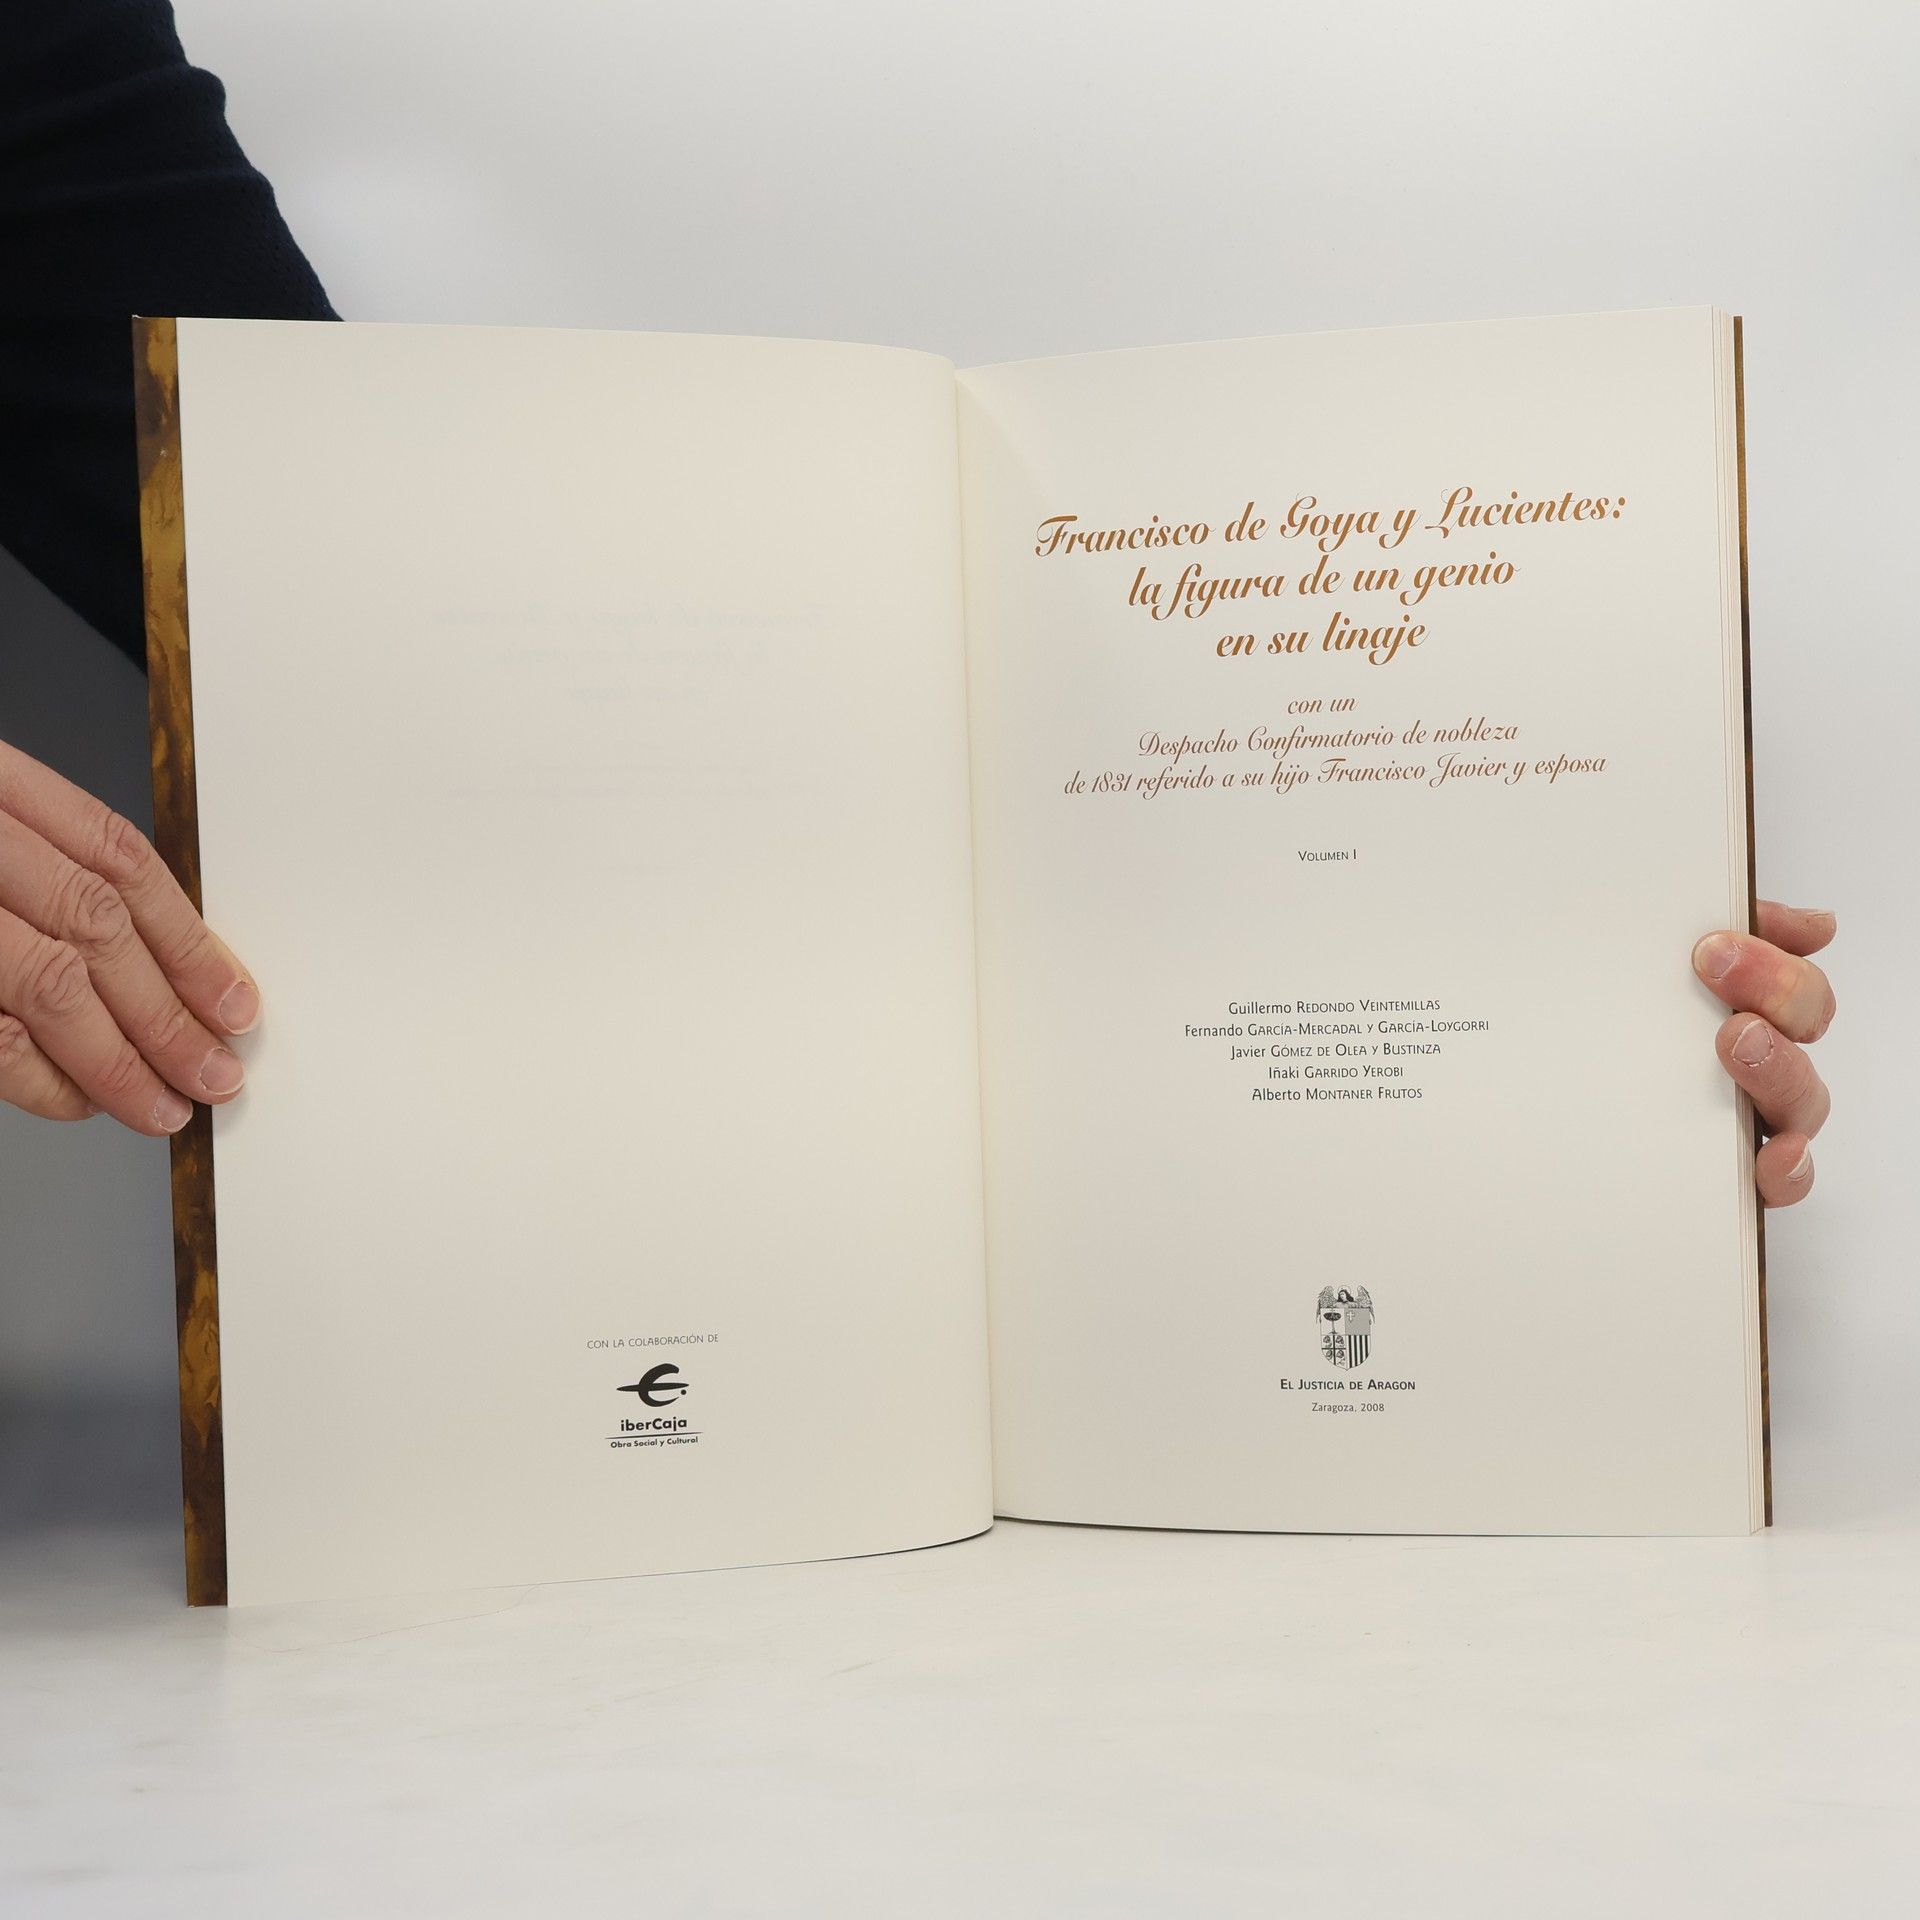 CON LA COLABORACIÓN DE
iberCaja
Obra Social y Cultural
Francisco de Goya y Lucientes:
la figura de un genio
en su linaje
con un
Despacho Confirmatorio de nobleza
de 1831 referido a su hijo Francisco Javier y esposa
VOLUMEN I
Guillermo REDONDO VEINTEMILLAS
Fernando GARCÍA-MERCADAL Y GARCÍA-LOYGORRI
Javier GÓMEZ DE OLEA Y BUSTINZA
Iñaki GARRIDO YEROBI
Alberto MONTANER FRUTOS
EL JUSTICIA DE ARAGON
Zaragoza, 2008